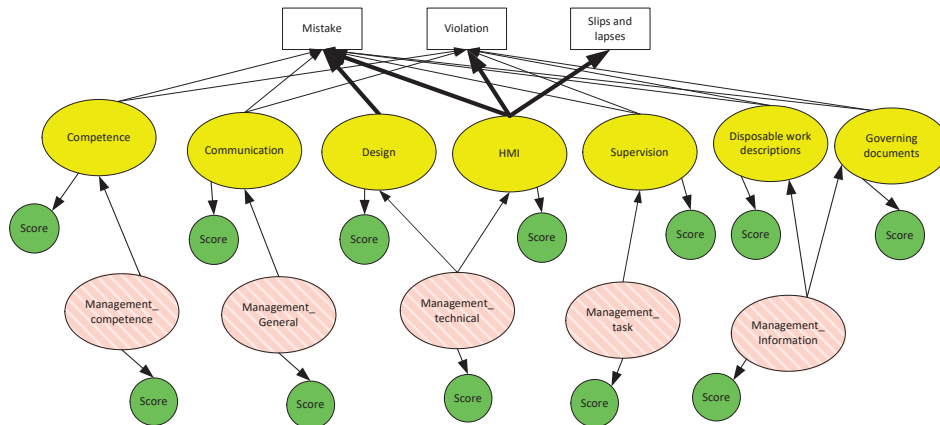 Mistake
Violation
Slips and
lapses
Competence
Communication
Design
HMI
Supervision
Disposable work
descriptions
Governing
documents
Score
Score
Score
Score
Score
Score
Score
Management_
competence
Management_
General
Management_
technical
Management_
task
Management_
Information
Score
Score
Score
Score
Score